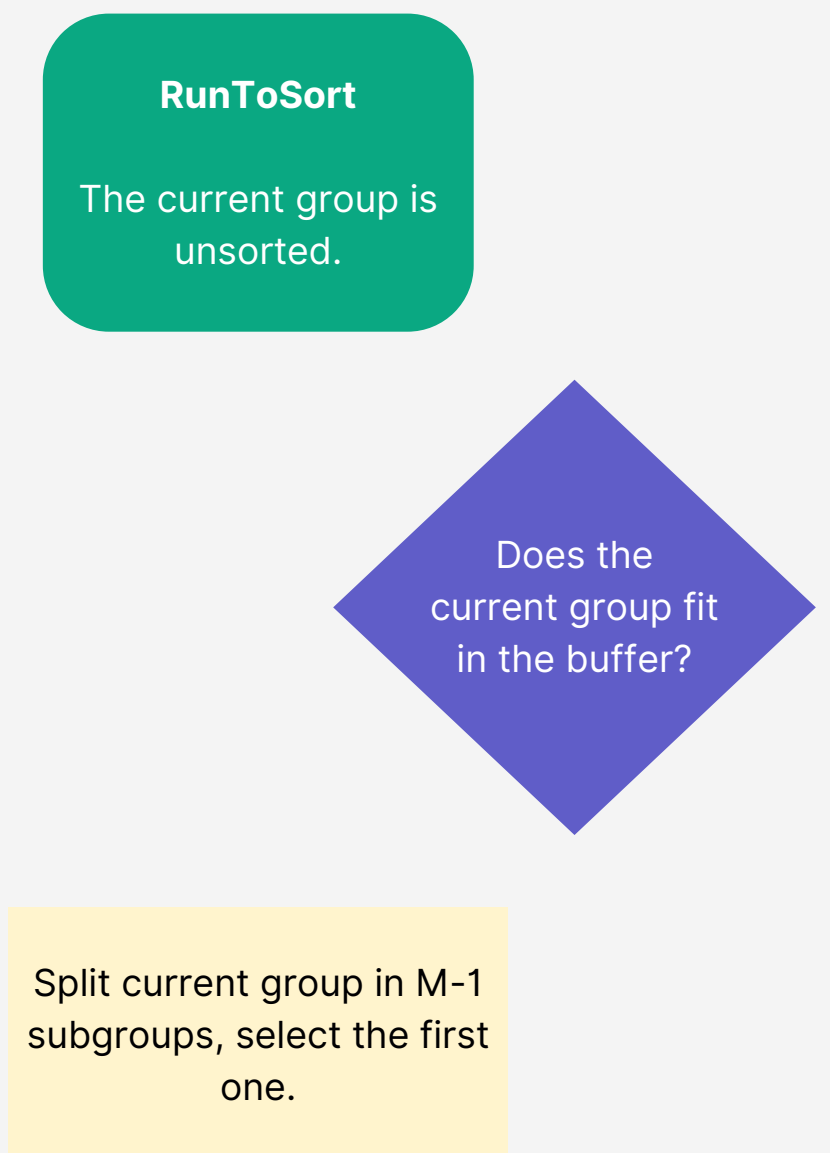 RunToSort
The current group is
unsorted.
Does the
current group fit
in the buffer?
Split current group in M-1
subgroups, select the first
one.